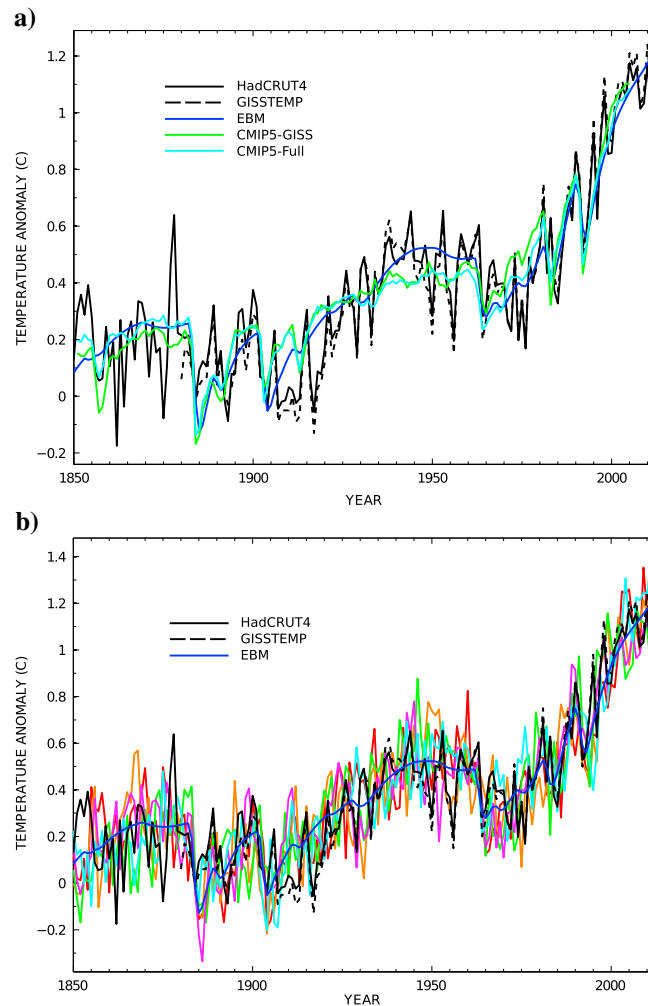 a)
1.2
1
0.8
0.6
0.4
0.2
0
−0.2
TEMPERATURE ANOMALY (C)
HadCRUT4
GISSTEMP
EBM
CMIP5-GISS
CMIP5-Full
1850 1900 1950 2000
YEAR
b)
1.4
1.2
1
0.8
0.6
0.4
0.2
0
−0.2
TEMPERATURE ANOMALY (C)
HadCRUT4
GISSTEMP
EBM
1850 1900 1950 2000
YEAR